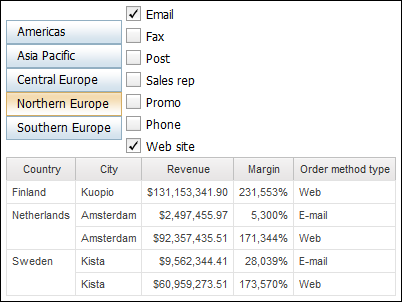 Americas
Asia Pacific
Central Europe
Northern Europe
Southern Europe
Email
Fax
Post
Sales rep
Promo
Phone
Web site
Country City Revenue Margin Order method type
Finland Kuopio $131,153,341.90 231,553% Web
Netherlands Amsterdam $2,497,455.97 5,300% E-mail
Amsterdam $92,357,435.51 171,344% Web
Sweden Kista $9,562,344.41 28,039% E-mail
Kista $60,959,273.51 173,570% Web